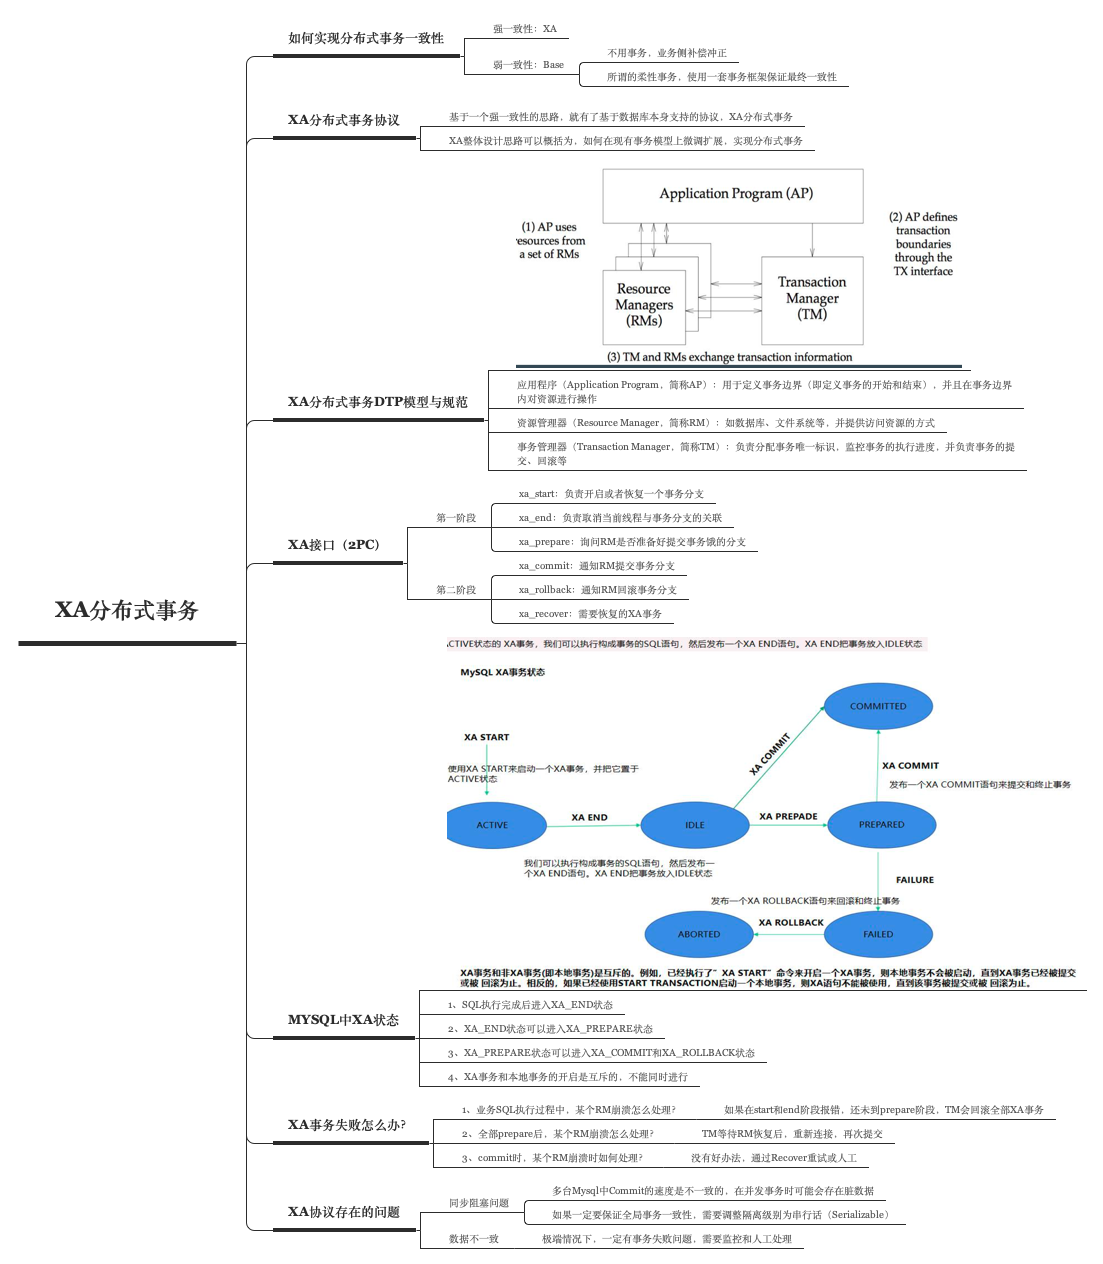 XA分布式事务
如何实现分布式事务一致性
强一致性：XA
弱一致性：Base
不用事务，业务侧补偿冲正
所谓的柔性事务，使用一套事务框架保证最终一致性
XA分布式事务协议
基于一个强一致性的思路，就有了基于数据库本身支持的协议，XA分布式事务
XA整体设计思路可以概括为，如何在现有事务模型上微调扩展，实现分布式事务
Application Program (AP)
(1) AP uses
esources from
a set of RMs
(2) AP defines
transaction
boundaries
through the
TX interface
Resource
Managers
(RMs)
Transaction
Manager
(TM)
(3) TM and RMs exchange transaction information
XA分布式事务DTP模型与规范
应用程序（Application Program，简称AP）：用于定义事务边界（即定义事务的开始和结束），并且在事务边界
内对资源进行操作
资源管理器（Resource Manager，简称RM）：如数据库、文件系统等，并提供访问资源的方式
事务管理器（Transaction Manager，简称TM）：负责分配事务唯一标识，监控事务的执行进度，并负责事务的提
交、回滚等
XA接口（2PC）
第一阶段
xa_start：负责开启或者恢复一个事务分支
xa_end：负责取消当前线程与事务分支的关联
xa_prepare：询问RM是否准备好提交事务饿的分支
第二阶段
xa_commit：通知RM提交事务分支
xa_rollback：通知RM回滚事务分支
xa_recover：需要恢复的XA事务
CTIVE状态的 XA事务，我们可以执行构成事务的SQL语句，然后发布一个XA END语句。XA END把事务放入IDLE状态
MySQL XA事务状态
COMMITTED
XA START
XA COMMIT
使用XA START来启动一个XA事务，并把它置于
ACTIVE状态
XA COMMIT
发布一个XA COMMIT语句来提交和终止事务
ACTIVE
XA END
IDLE
XA PREPADE
PREPARED
我们可以执行构成事务的SQL语句，然后发布一
个XA END语句。XA END把事务放入IDLE状态
FAILURE
发布一个XA ROLLBACK语句来回滚和终止事务
ABORTED
XA ROLLBACK
FAILED
XA事务和非XA事务(即本地事务)是互斥的。例如，已经执行了”XA START”命令来开启一个XA事务，则本地事务不会被启动，直到XA事务已经被提交
或被 回滚为止。相反的，如果已经使用START TRANSACTION启动一个本地事务，则XA语句不能被使用，直到该事务被提交或被 回滚为止。
MYSQL中XA状态
1、SQL执行完成后进入XA_END状态
2、XA_END状态可以进入XA_PREPARE状态
3、XA_PREPARE状态可以进入XA_COMMIT和XA_ROLLBACK状态
4、XA事务和本地事务的开启是互斥的，不能同时进行
XA事务失败怎么办?
1、业务SQL执行过程中，某个RM崩溃怎么处理?
如果在start和end阶段报错，还未到prepare阶段，TM会回滚全部XA事务
2、全部prepare后，某个RM崩溃怎么处理?
TM等待RM恢复后，重新连接，再次提交
3、commit时，某个RM崩溃时如何处理?
没有好办法，通过Recover重试或人工
XA协议存在的问题
同步阻塞问题
多台Mysql中Commit的速度是不一致的，在并发事务时可能会存在脏数据
如果一定要保证全局事务一致性，需要调整隔离级别为串行话（Serializable）
数据不一致
极端情况下，一定有事务失败问题，需要监控和人工处理